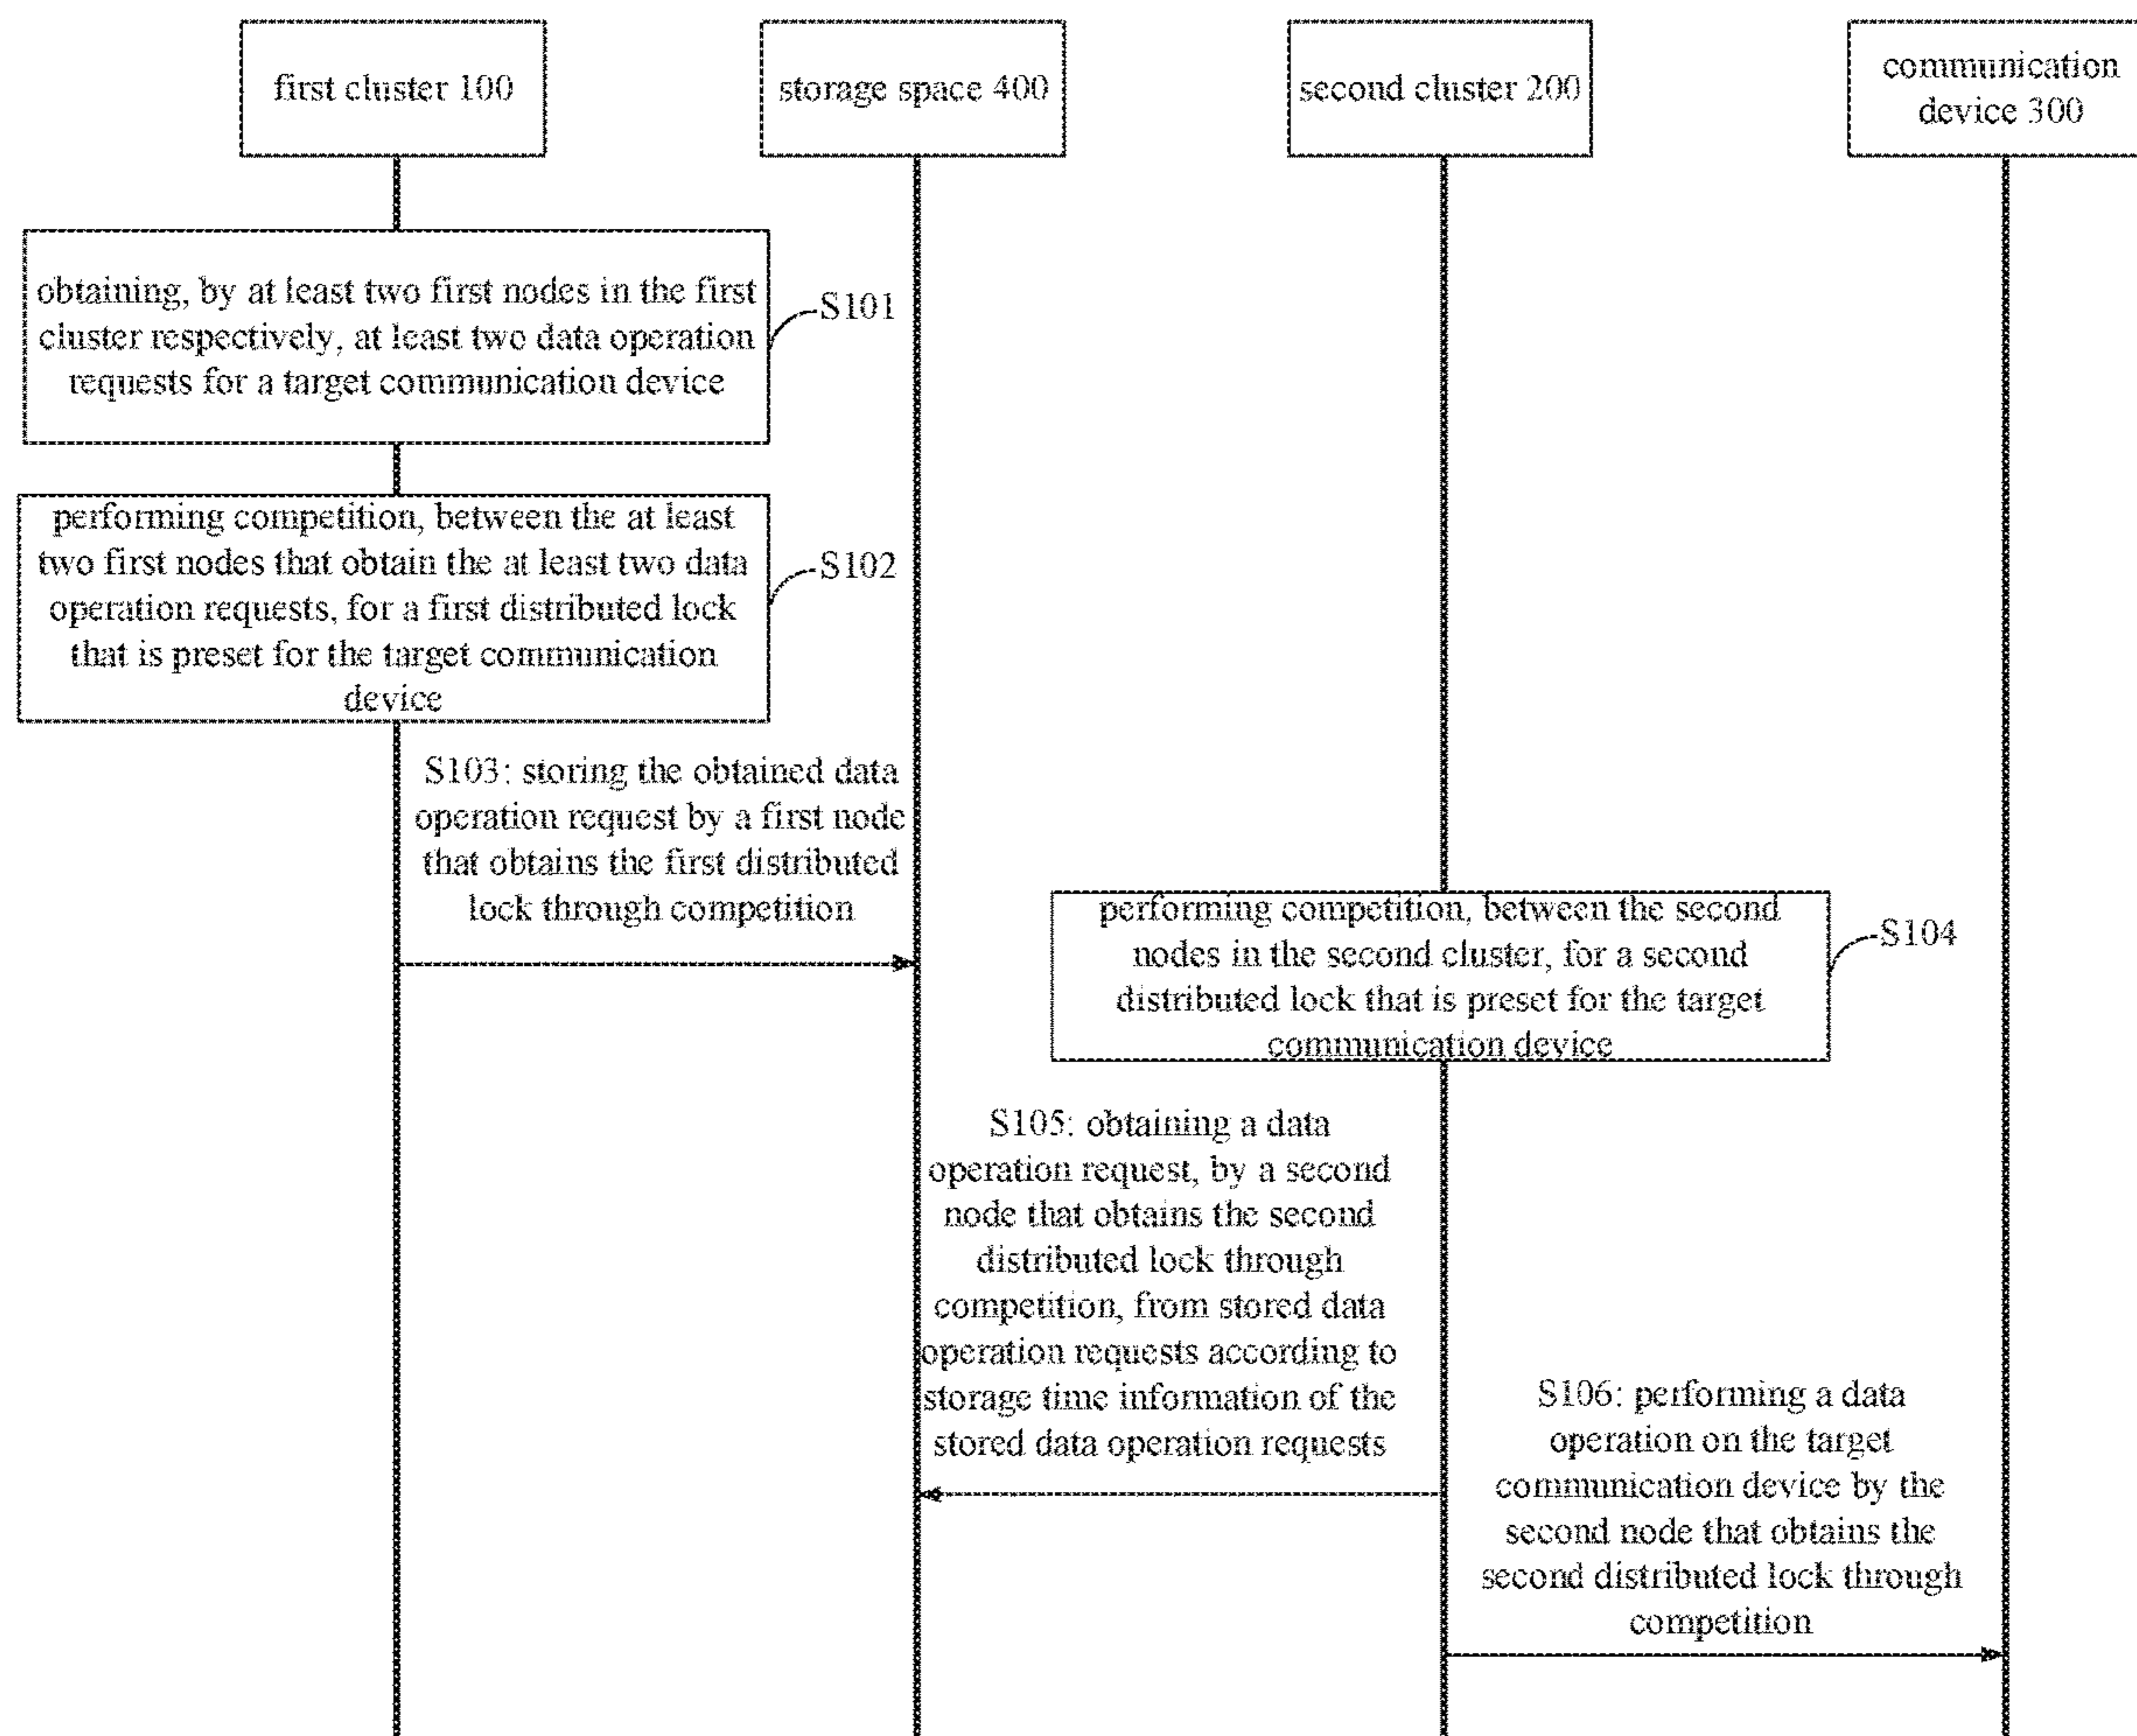 first cluster 100
storage space 400
second cluster 200
communication
device 300
obtaining, by at least two first nodes in the first
cluster respectively, at least two data operation
requests for a target communication device
S101
performing competition, between the at least
two first nodes that obtain the at least two data
operation requests, for a first distributed lock
that is preset for the target communication
device
S102
S103: storing the obtained data
operation request by a first node
that obtains the first distributed
lock through competition
performing competition, between the second
nodes in the second cluster, for a second
distributed lock that is preset for the target
communication device
S104
S105: obtaining a data
operation request, by a second
node that obtains the second
distributed lock through
competition, from stored data
operation requests according to
storage time information of the
stored data operation requests
S106: performing a data
operation on the target
communication device by the
second node that obtains the
second distributed lock through
competition